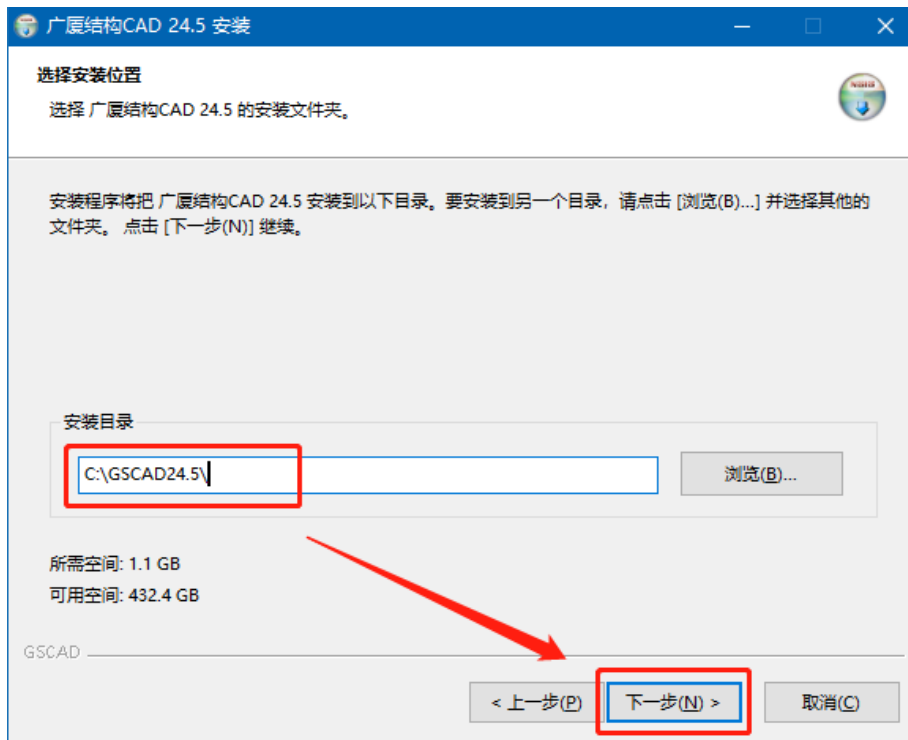 广厦结构CAD 24.5 安装
选择安装位置
选择 广厦结构CAD 24.5 的安装文件夹。
安装程序将把 广厦结构CAD 24.5 安装到以下目录。要安装到另一个目录，请点击 [浏览(B)...] 并选择其他的
文件夹。 点击 [下一步(N)] 继续。
安装目录
C:\GSCAD24.5\
浏览(B)...
所需空间: 1.1 GB
可用空间: 432.4 GB
GSCAD
< 上一步(P)
下一步(N) >
取消(C)